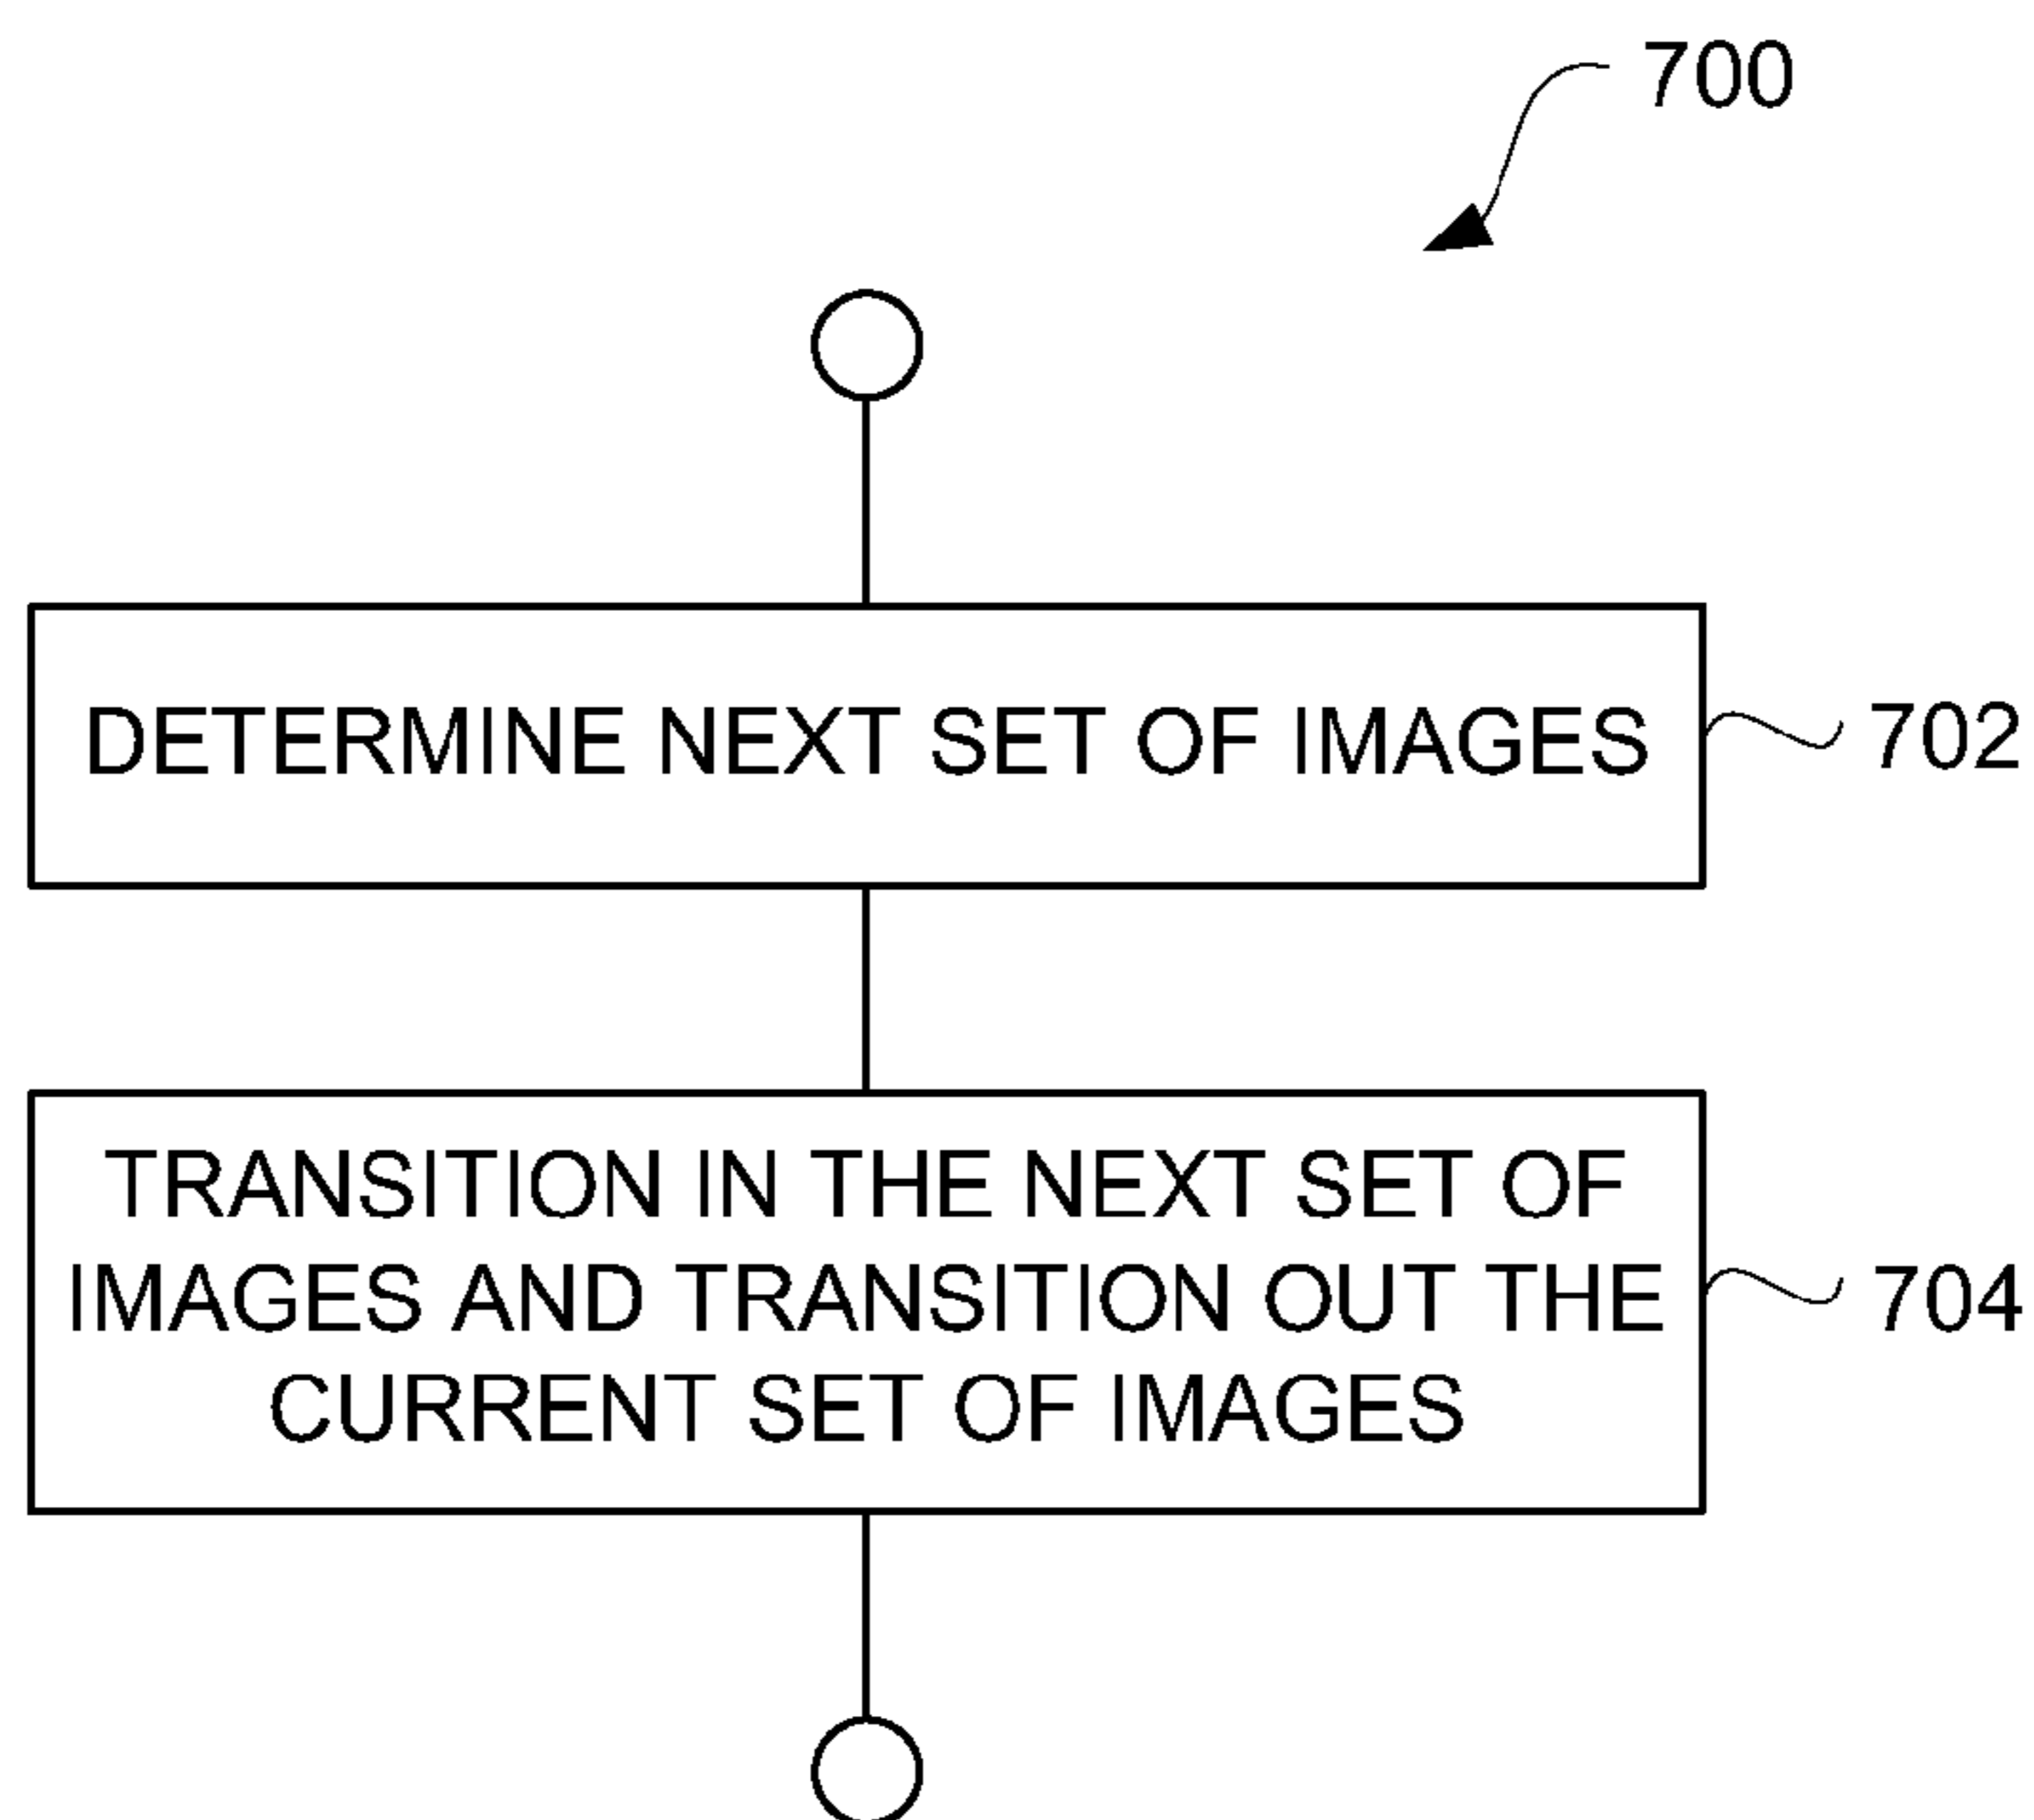 700
DETERMINE NEXT SET OF IMAGES
702
TRANSITION IN THE NEXT SET OF
IMAGES AND TRANSITION OUT THE
CURRENT SET OF IMAGES
704